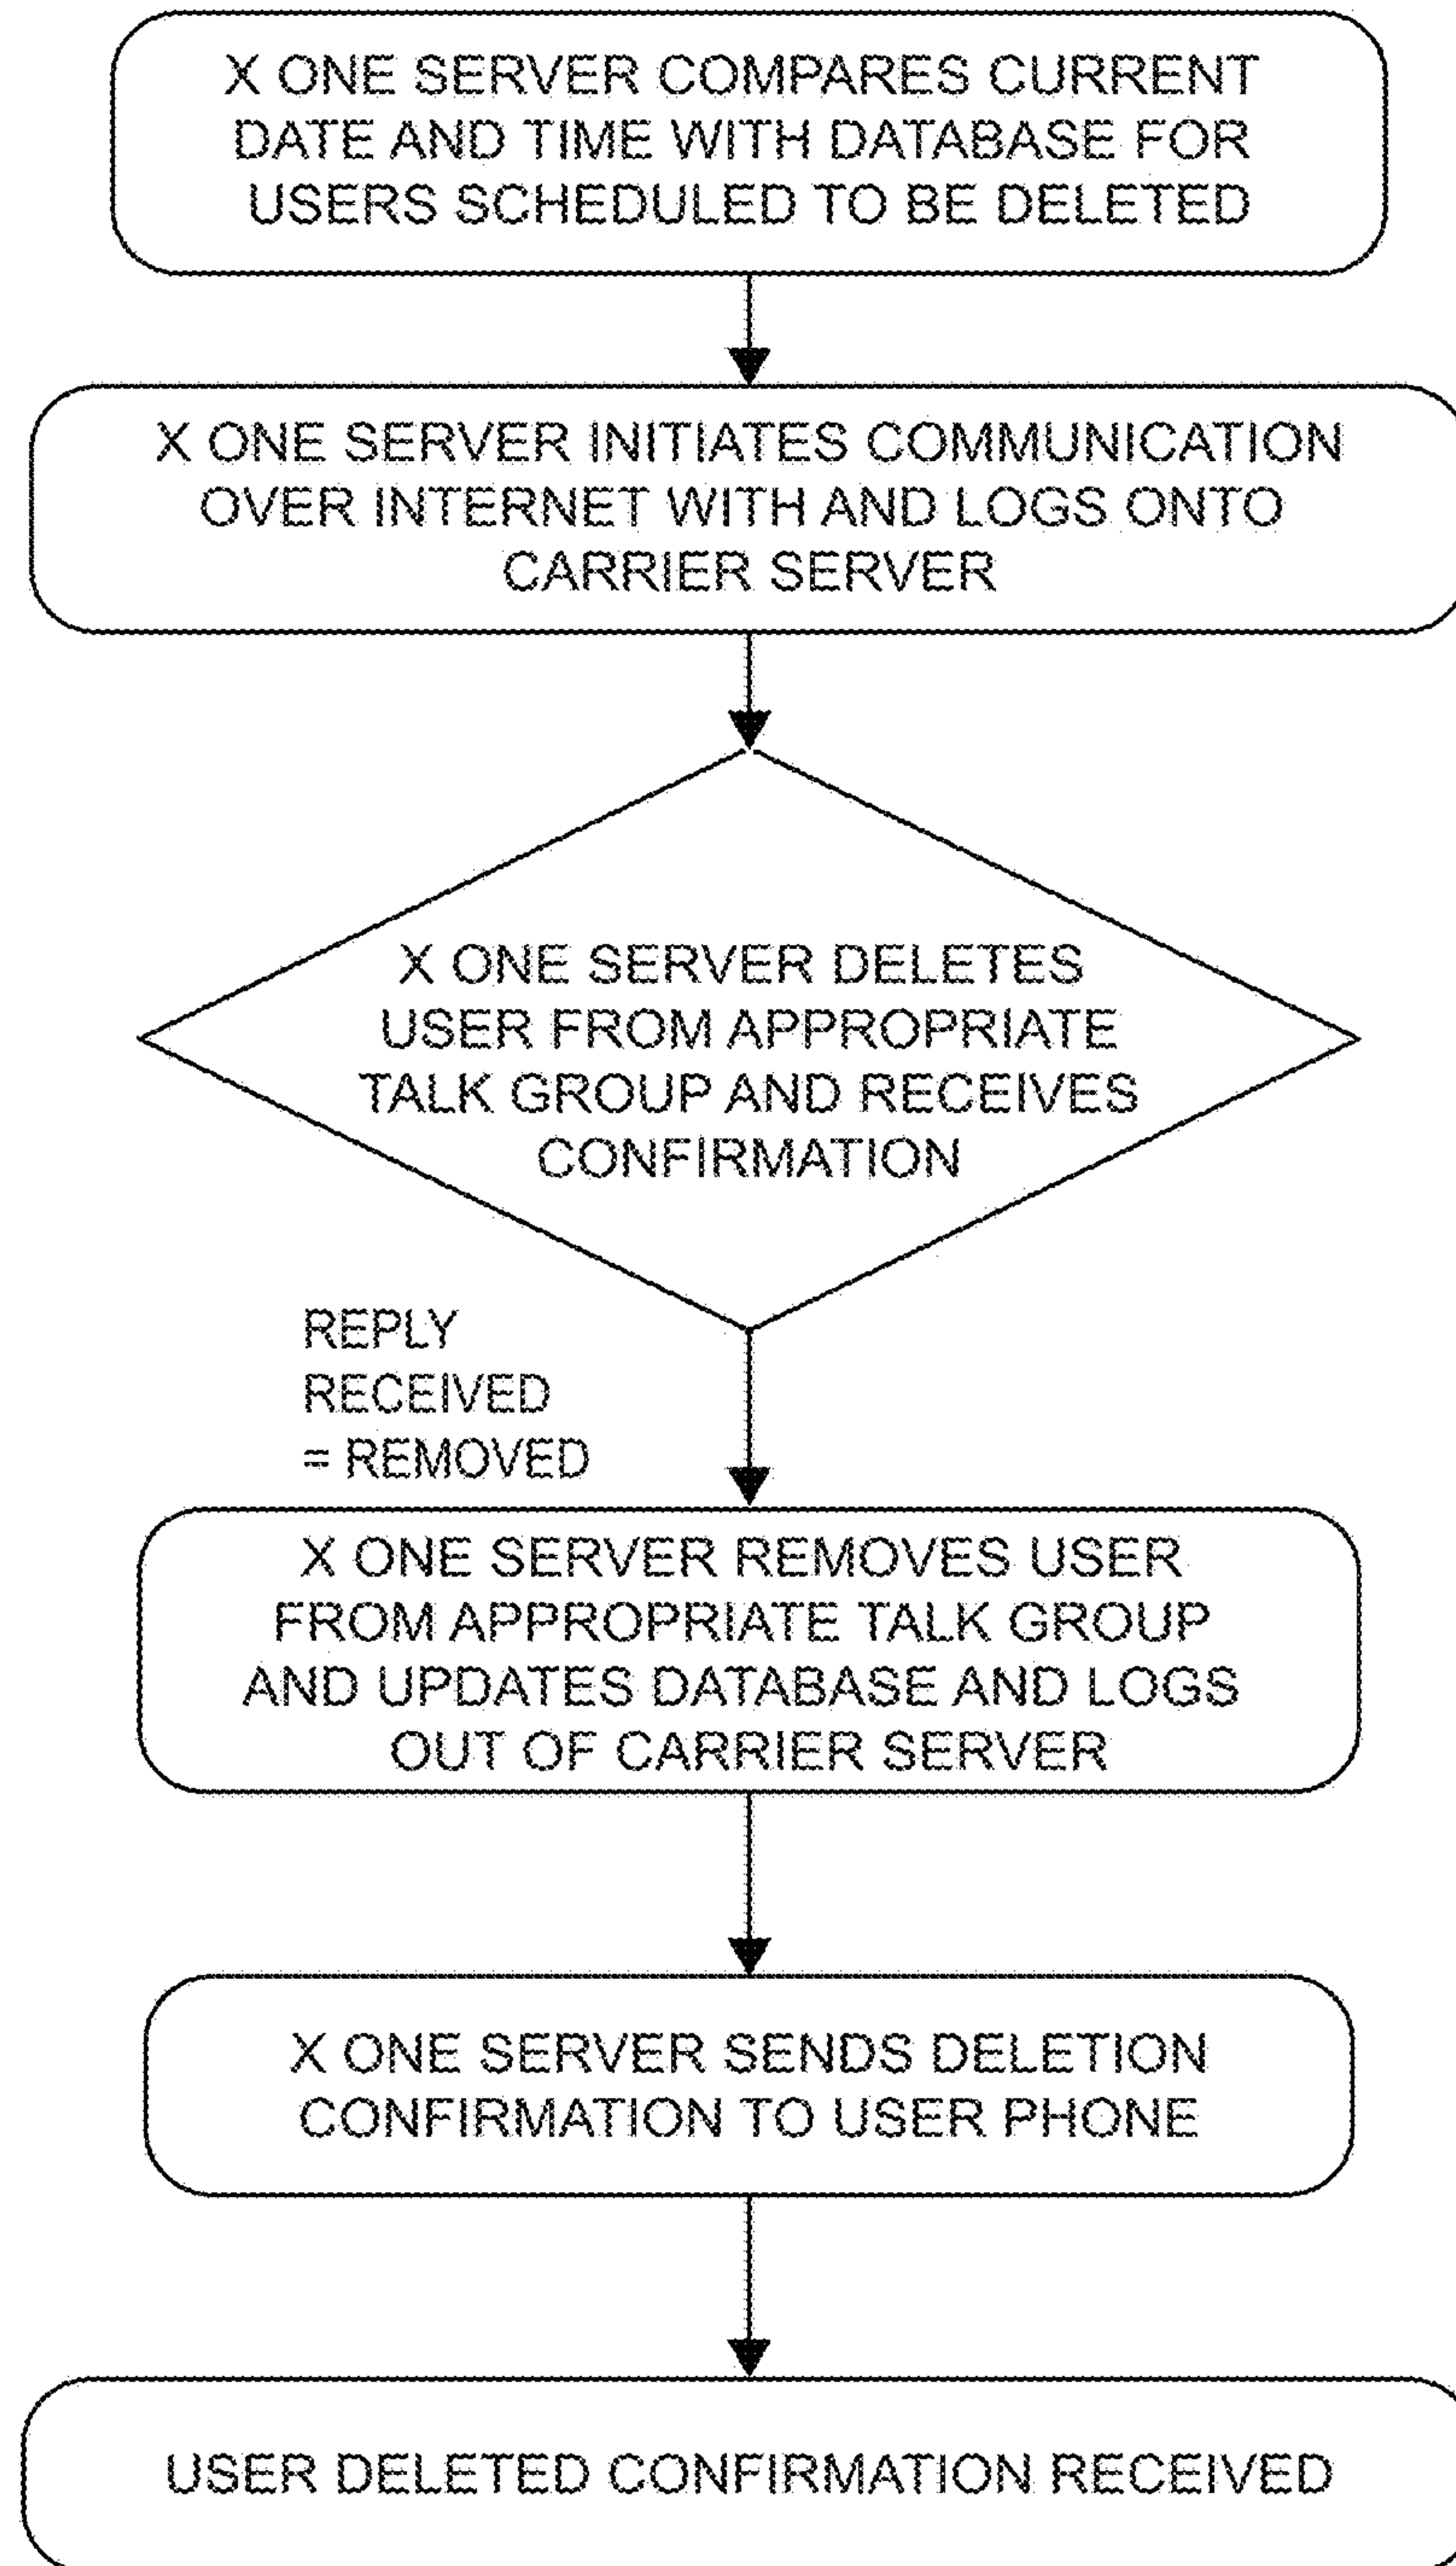 X ONE SERVER COMPARES CURRENT
DATE AND TIME WITH DATABASE FOR
USERS SCHEDULED TO BE DELETED
X ONE SERVER INITIATES COMMUNICATION
OVER INTERNET WITH AND LOGS ONTO
CARRIER SERVER
X ONE SERVER DELETES
USER FROM APPROPRIATE
TALK GROUP AND RECEIVES
CONFIRMATION
REPLY
RECEIVED
= REMOVED
X ONE SERVER REMOVES USER
FROM APPROPRIATE TALK GROUP
AND UPDATES DATABASE AND LOGS
OUT OF CARRIER SERVER
X ONE SERVER SENDS DELETION
CONFIRMATION TO USER PHONE
USER DELETED CONFIRMATION RECEIVED